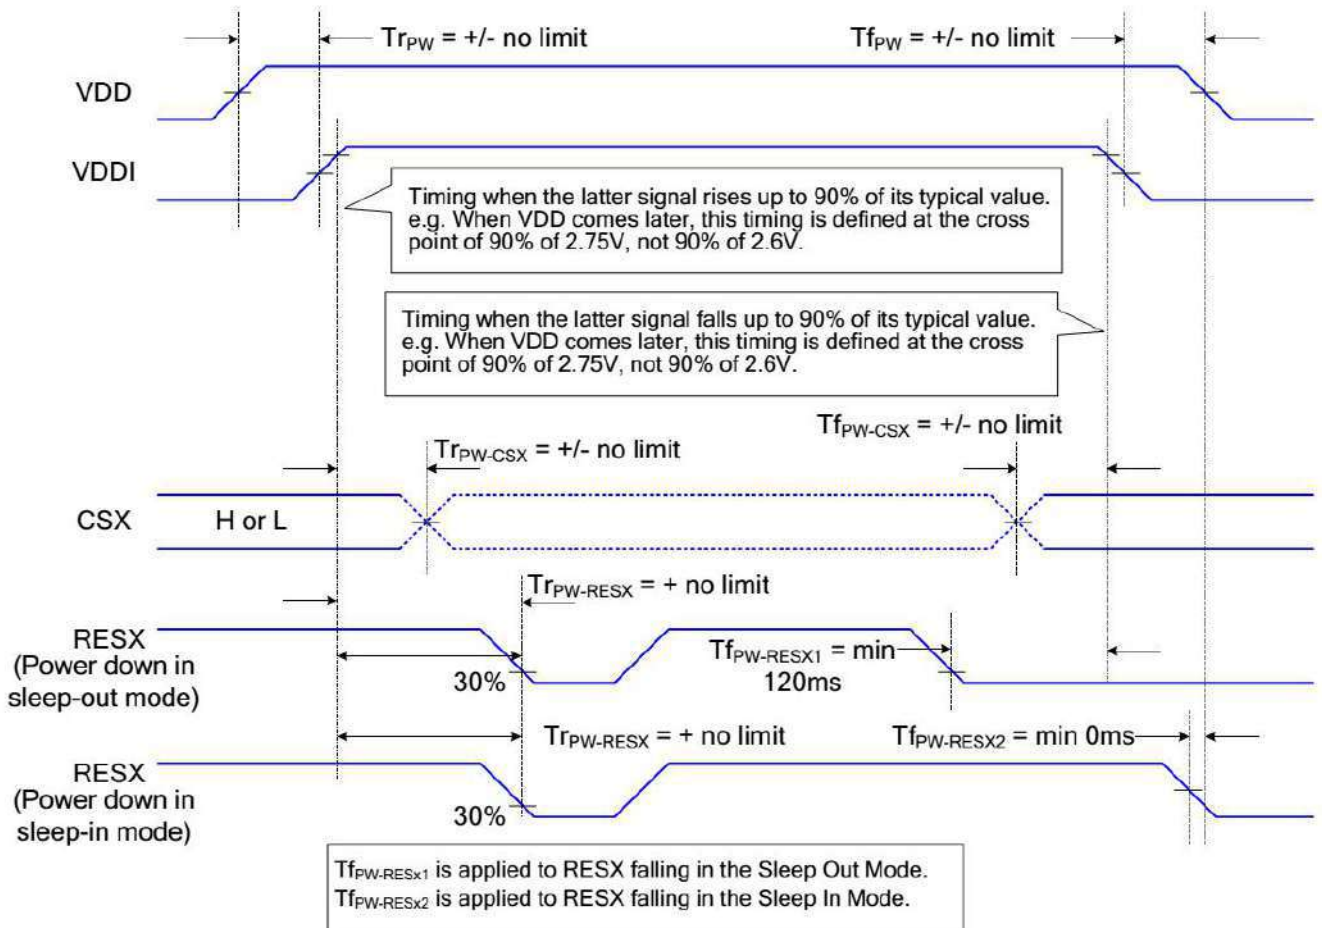 TrPW = +/- no limit
TfPW = +/- no limit
VDD
VDDI
Timing when the latter signal rises up to 90% of its typical value.
e.g. When VDD comes later, this timing is defined at the cross
point of 90% of 2.75V, not 90% of 2.6V.
Timing when the latter signal falls up to 90% of its typical value.
e.g. When VDD comes later, this timing is defined at the cross
point of 90% of 2.75V, not 90% of 2.6V.
TfPW-CSX = +/- no limit
TrPW-CSX = +/- no limit
CSX
H or L
TrPW-RESX = + no limit
RESX
(Power down in
sleep-out mode)
30%
TfPW-RESX1 = min
120ms
TrPW-RESX = + no limit
TfPW-RESX2 = min 0ms
RESX
(Power down in
sleep-in mode)
30%
TfPW-RESx1 is applied to RESX falling in the Sleep Out Mode.
TfPW-RESx2 is applied to RESX falling in the Sleep In Mode.